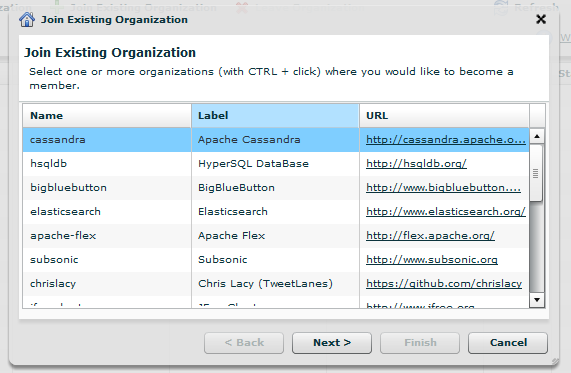 Refresh
Join Existing Organization
Join Existing Organization
Select one or more organizations (with CTRL + click) where you would like to become a
member.
Name Label URL
cassandra Apache Cassandra http://cassandra.apache.o...
hsqldb HyperSQL DataBase http://hsqldb.org/
bigbluebutton BigBlueButton http://www.bigbluebutton....
elasticsearch Elasticsearch http://www.elasticsearch.org/
apache-flex Apache Flex http://flex.apache.org/
subsonic Subsonic http://www.subsonic.org
chrislacy Chris Lacy (TweetLanes) https://github.com/chrislacy
< Back Next > Finish Cancel